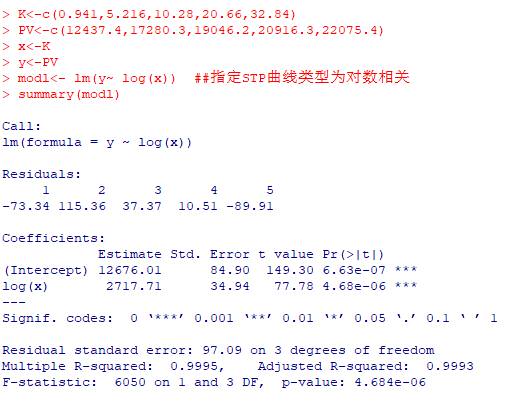 > K<-c(0.941,5.216,10.28,20.66,32.84)
> PV<-c(12437.4,17280.3,19046.2,20916.3,22075.4)
> x<-K
> y<-PV
> modl<- lm(y~ log(x))  ##指定STP曲线类型为对数相关
> summary(modl)
Call:
lm(formula = y ~ log(x))
Residuals:
     1      2      3      4      5
-73.34 115.36  37.37  10.51 -89.91
Coefficients:
            Estimate Std. Error t value Pr(>|t|)
(Intercept) 12676.01      84.90  149.30 6.63e-07 ***
log(x)       2717.71      34.94   77.78 4.68e-06 ***
---
Signif. codes:  0 ‘***’ 0.001 ‘**’ 0.01 ‘*’ 0.05 ‘.’ 0.1 ‘ ’ 1
Residual standard error: 97.09 on 3 degrees of freedom
Multiple R-squared:  0.9995,    Adjusted R-squared:  0.9993
F-statistic:  6050 on 1 and 3 DF,  p-value: 4.684e-06